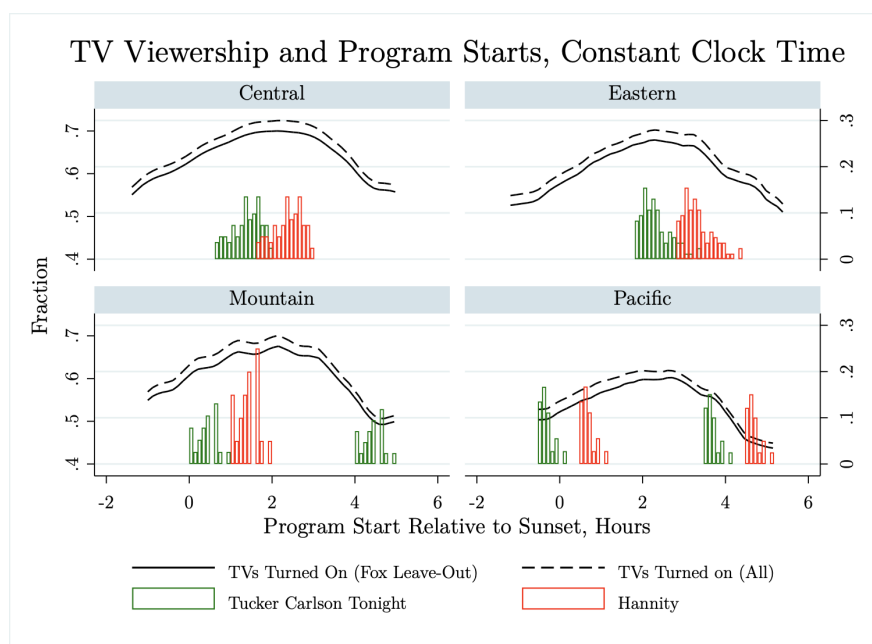 TV Viewership and Program Starts, Constant Clock Time
Central
Eastern
.7
.6
.5
.4
.3
.2
.1
0
Fraction
Mountain
Pacific
.7
.6
.5
.4
.3
.2
.1
0
-2 0 2 4 6
-2 0 2 4 6
Program Start Relative to Sunset, Hours
TVs Turned On (Fox Leave-Out)
TVs Turned on (All)
Tucker Carlson Tonight
Hannity